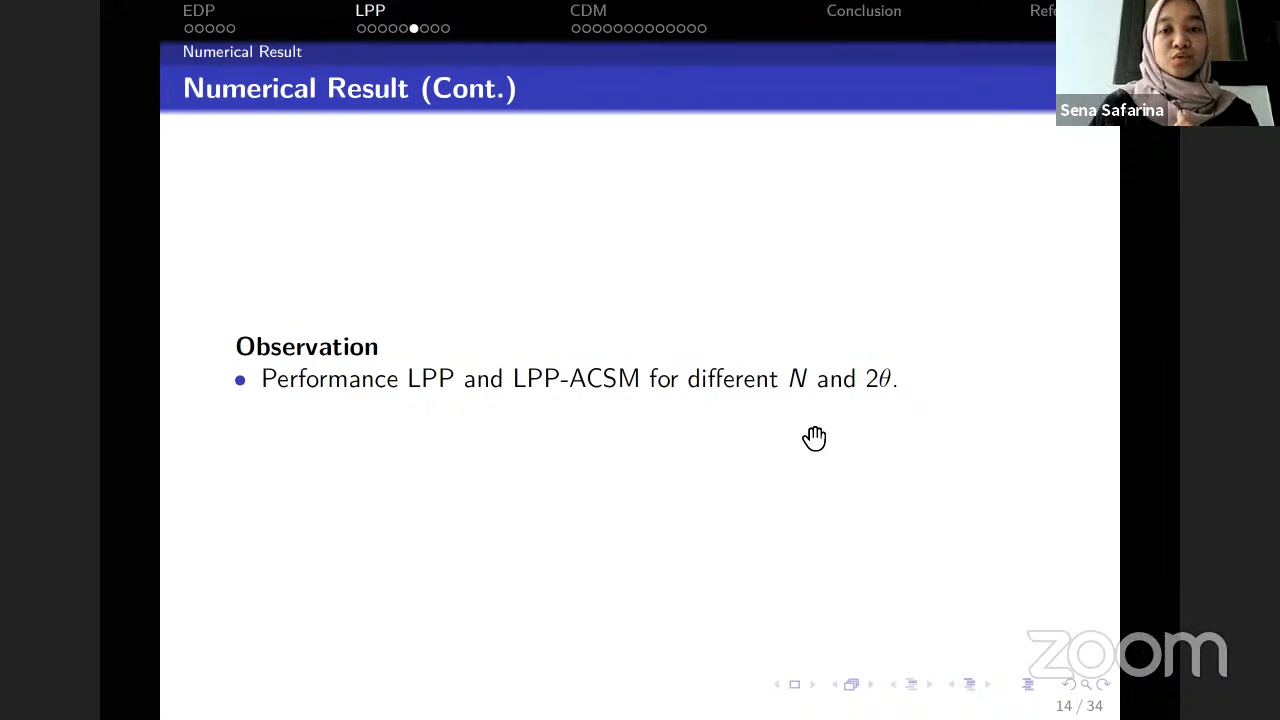 EDP LPP CDM Conclusion Refe
Numerical Result
Numerical Result (Cont.)
Sena Safarina
Observation
• Performance LPP and LPP-ACSM for different N and 2θ.
zoom
14 / 34